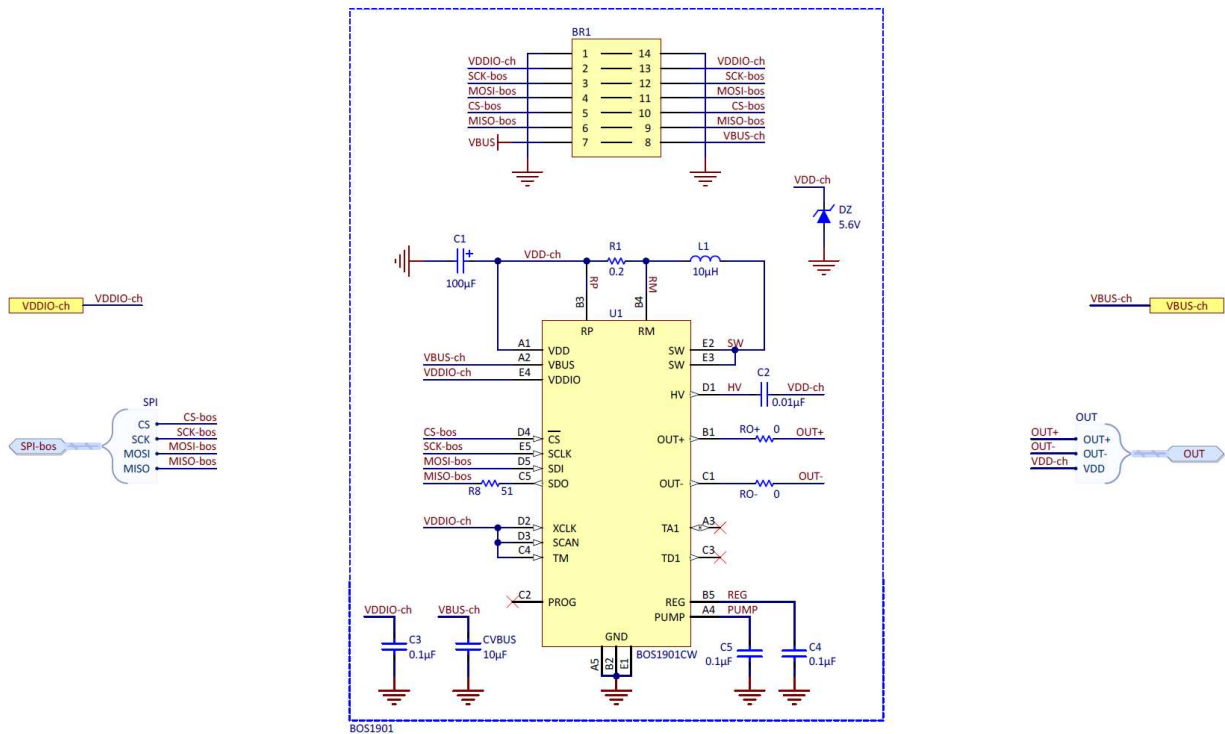 BR1
1 14
VDDIO-ch 2 13 VDDIO-ch
SCK-bos 3 12 SCK-bos
MOSI-bos 4 11 MOSI-bos
CS-bos 5 10 CS-bos
MISO-bos 6 9 MISO-bos
VBUS 7 8 VBUS-ch
VDD-ch
DZ
5.6V
C1
+
100µF
VDD-ch
R1
0.2
L1
10µH
RP
RM
B3
B4
U1
RP RM
VDDIO-ch VDDIO-ch
VBUS-ch VBUS-ch
A1 VDD
VBUS-ch A2 VBUS
VDDIO-ch E4 VDDIO
SW E2 SW
SW E3
HV D1 HV
C2
0.01µF
VDD-ch
SPI
SPI-bos
CS CS-bos
SCK SCK-bos
MOSI MOSI-bos
MISO MISO-bos
CS-bos D4 CS
SCK-bos E5 SCLK
MOSI-bos D5 SDI
MISO-bos C5 SDO
R8 51
OUT+ B1 RO+ 0 OUT+
OUT- C1 OUT-
RO- 0
OUT
OUT+ OUT+
OUT- OUT-
VDD-ch VDD
OUT
VDDIO-ch D2 XCLK
D3 SCAN
C4 TM
TA1 A3
TD1 C3
C2 PROG
REG B5 REG
PUMP A4 PUMP
VDDIO-ch
C3
0.1µF
VBUS-ch
CVBUS
10µF
GND
A5
B2
E1
BOS1901CW
C5
0.1µF
C4
0.1µF
BOS1901